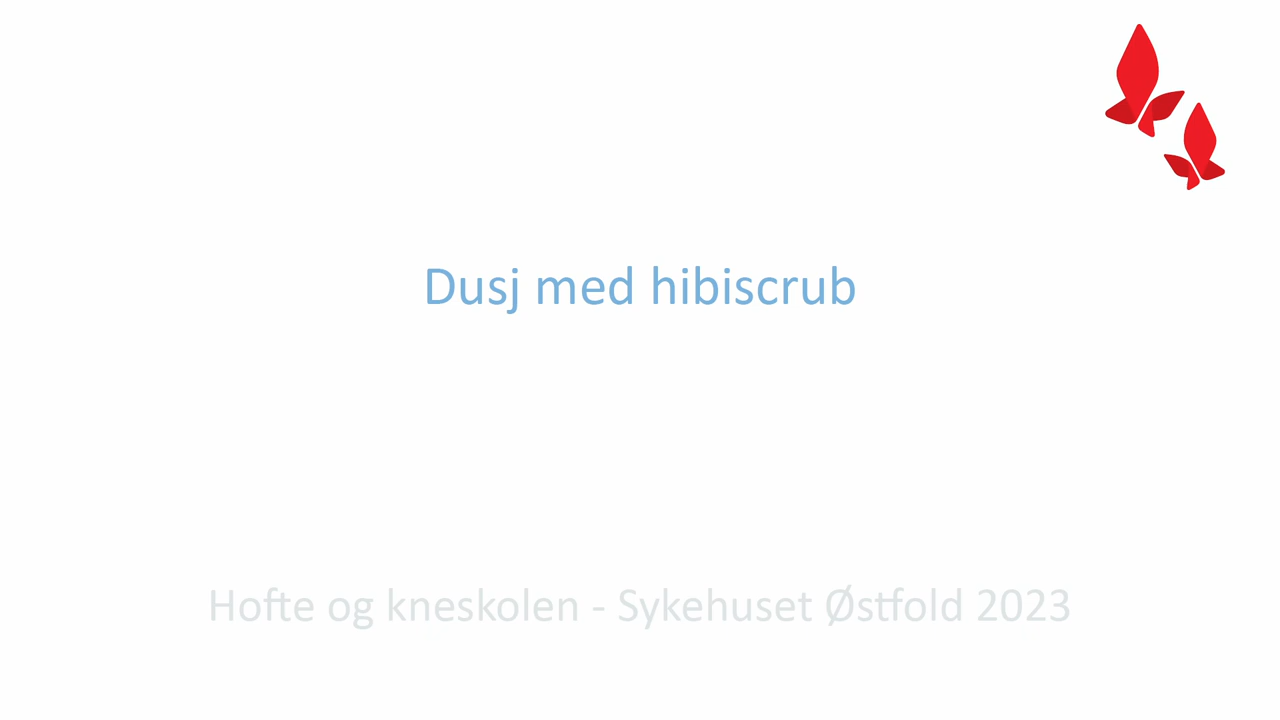 Dusj med hibiscrub
Hofte og kneskolen - Sykehuset Østfold 2023